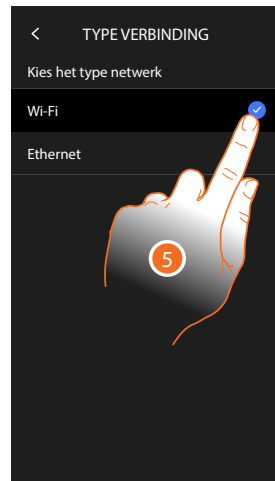 TYPE VERBINDING
Kies het type netwerk
Wi-Fi
Ethernet
5